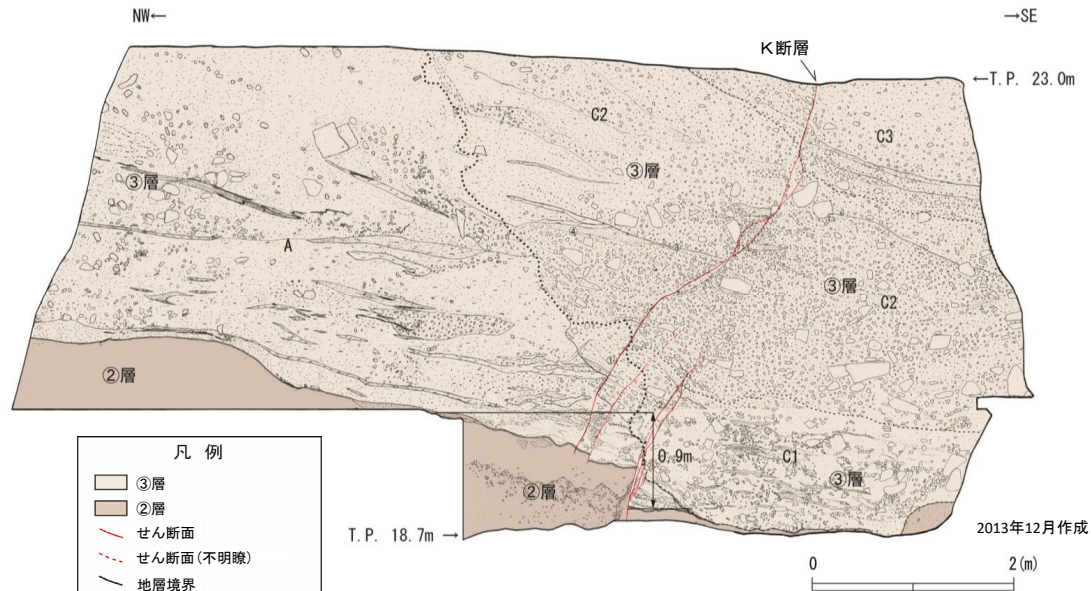 NW←
→SE
K断層
←T.P. 23.0m
C2
C3
③層
③層
④
③
A
③層
C2
①
②層
0.9m
C1
③層
②層
T.P. 18.7m→
2013年12月作成
凡 例
③層
②層
せん断面
せん断面(不明瞭)
地層境界
0
2(m)